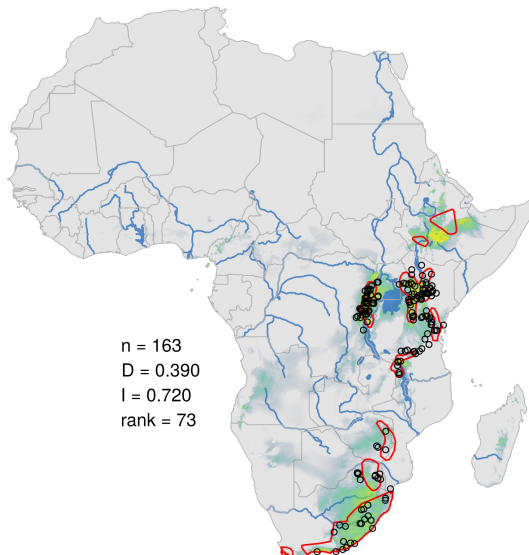 n = 163
D = 0.390
I = 0.720
rank = 73